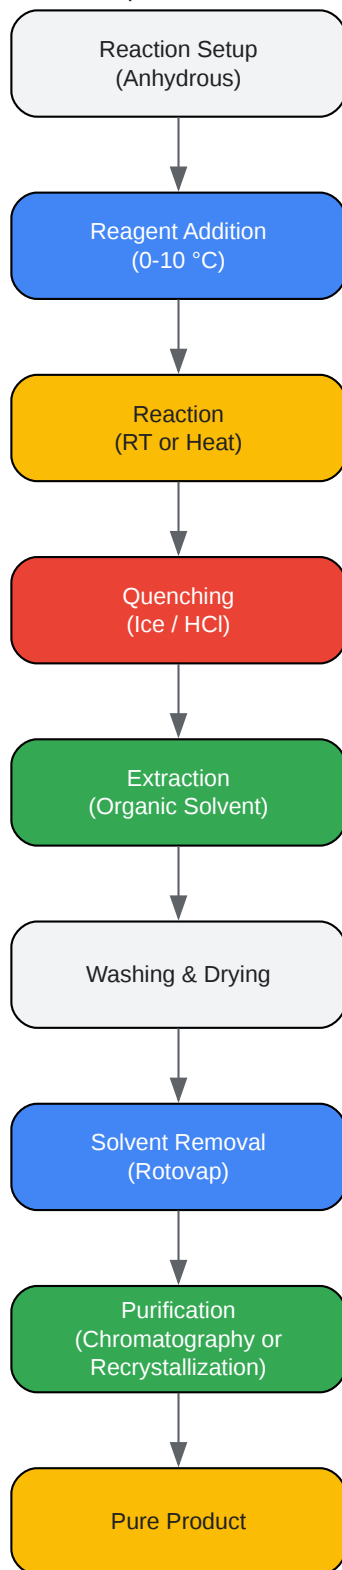 Reaction Setup
(Anhydrous)
Reagent Addition
(0-10 °C)
Reaction
(RT or Heat)
Quenching
(Ice / HCl)
Extraction
(Organic Solvent)
Washing & Drying
Solvent Removal
(Rotovap)
Purification
(Chromatography or
Recrystallization)
Pure Product